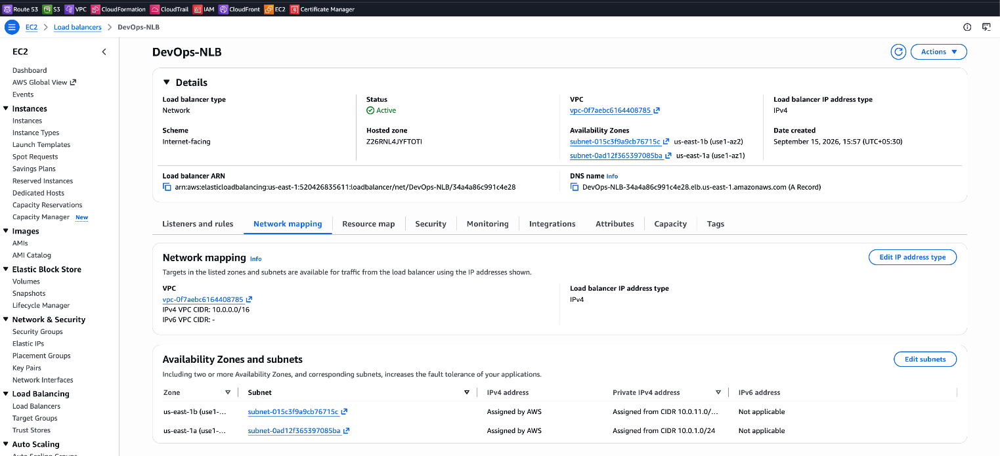 Route 53 S3 VPC CloudFormation CloudTrail IAM CloudFront EC2 Certificate Manager
EC2 > Load balancers > DevOps-NLB
EC2
Dashboard
AWS Global View
Events
Instances
Instances
Instance Types
Launch Templates
Spot Requests
Savings Plans
Reserved Instances
Dedicated Hosts
Capacity Reservations
Capacity Manager New
Images
AMIs
AMI Catalog
Elastic Block Store
Volumes
Snapshots
Lifecycle Manager
Network & Security
Security Groups
Elastic IPs
Placement Groups
Key Pairs
Network Interfaces
Load Balancing
Load Balancers
Target Groups
Trust Stores
Auto Scaling
Auto Scaling Groups
DevOps-NLB
Actions
Details
Load balancer type
Network
Status
Active
VPC
vpc-0f7aebc6164408785
Load balancer IP address type
IPv4
Scheme
Internet-facing
Hosted zone
Z26RNL4JYFTOTI
Availability Zones
subnet-015c3f9a9cb76715c us-east-1b (use1-az2)
subnet-0ad12f365397085ba us-east-1a (use1-az1)
Date created
September 15, 2026, 15:57 (UTC+05:30)
Load balancer ARN
arn:aws:elasticloadbalancing:us-east-1:520426835611:loadbalancer/net/DevOps-NLB/34a4a86c991c4e28
DNS name Info
DevOps-NLB-34a4a86c991c4e28.elb.us-east-1.amazonaws.com (A Record)
Listeners and rules Network mapping Resource map Security Monitoring Integrations Attributes Capacity Tags
Network mapping Info
Edit IP address type
Targets in the listed zones and subnets are available for traffic from the load balancer using the IP addresses shown.
VPC
vpc-0f7aebc6164408785
IPv4 VPC CIDR: 10.0.0.0/16
IPv6 VPC CIDR: -
Load balancer IP address type
IPv4
Availability Zones and subnets
Edit subnets
Including two or more Availability Zones, and corresponding subnets, increases the fault tolerance of your applications.
Zone Subnet IPv4 address Private IPv4 address IPv6 address
us-east-1b (use1-... subnet-015c3f9a9cb76715c Assigned by AWS Assigned from CIDR 10.0.11.0/... Not applicable
us-east-1a (use1-... subnet-0ad12f365397085ba Assigned by AWS Assigned from CIDR 10.0.1.0/24 Not applicable